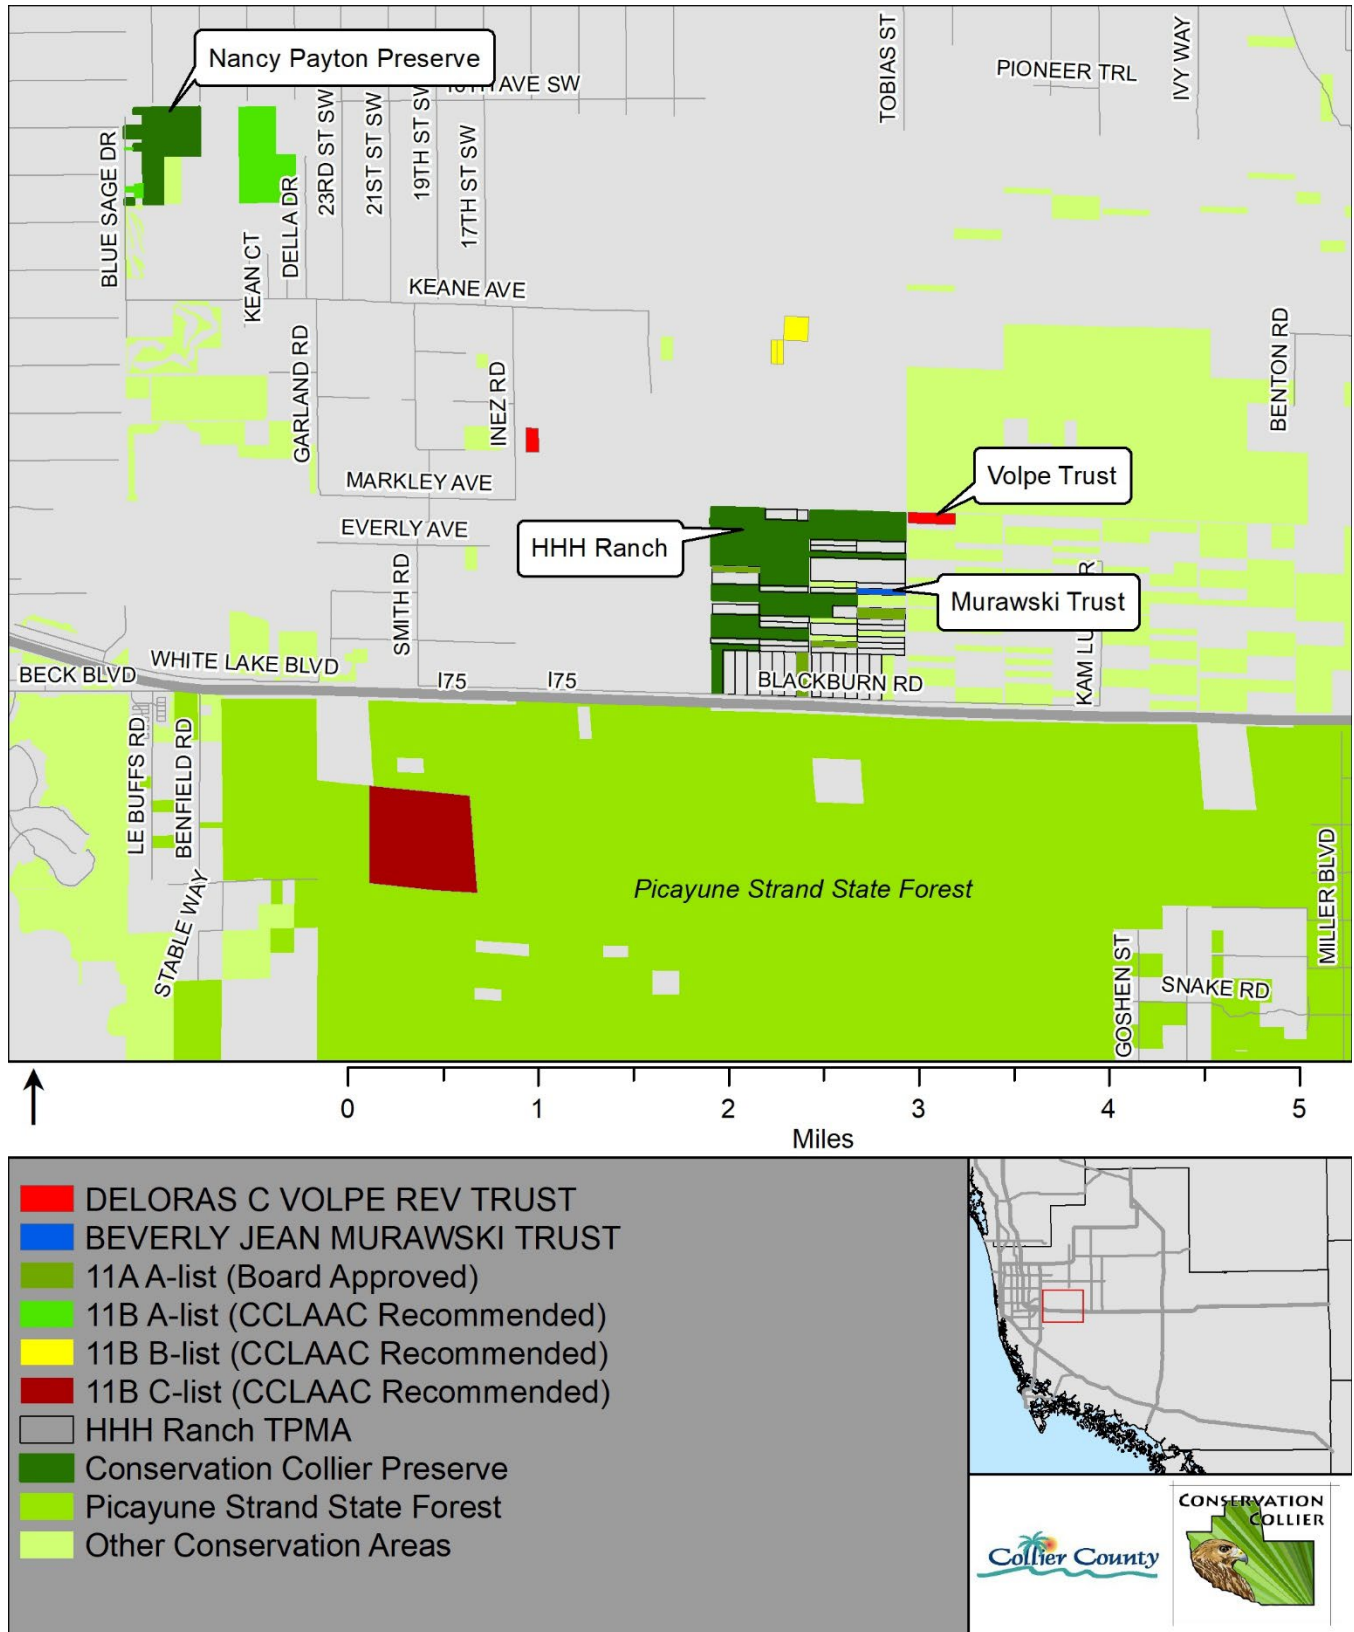 Nancy Payton Preserve
AVE SW
TOBIAS ST
PIONEER TRL
IVY WAY
BLUE SAGE DR
KEAN CT
DELLA DR
23RD ST SW
21ST ST SW
19TH ST SW
17TH ST SW
KEANE AVE
GARLAND RD
INEZ RD
BENTON RD
MARKLEY AVE
EVERLY AVE
SMITH RD
Volpe Trust
HHH Ranch
Murawski Trust
KAM LU
R
WHITE LAKE BLVD
BECK BLVD
I75
I75
BLACKBURN RD
LE BUFFS RD
BENFIELD RD
STABLE WAY
Picayune Strand State Forest
MILLER BLVD
GOSHEN ST
SNAKE RD
0 1 2 3 4 5
Miles
DELORAS C VOLPE REV TRUST
BEVERLY JEAN MURAWSKI TRUST
11A A-list (Board Approved)
11B A-list (CCLAAC Recommended)
11B B-list (CCLAAC Recommended)
11B C-list (CCLAAC Recommended)
HHH Ranch TPMA
Conservation Collier Preserve
Picayune Strand State Forest
Other Conservation Areas
Collier County
CONSERVATION
COLLIER